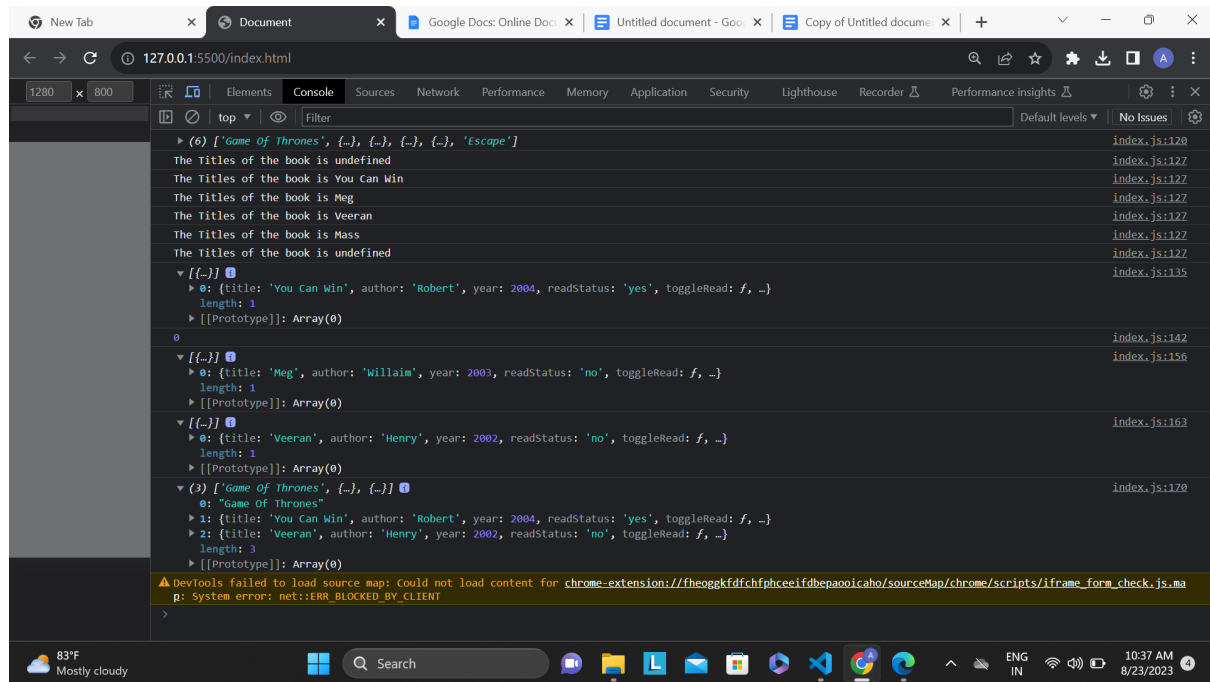 New Tab
Document
Google Docs: Online Doc
Untitled document - Goo
Copy of Untitled docume
127.0.0.1:5500/index.html
A
1280 x 800
Elements Console Sources Network Performance Memory Application Security Lighthouse Recorder Performance insights
top Filter Default levels No Issues
(6) ['Game Of Thrones', {…}, {…}, {…}, {…}, 'Escape'] index.js:120
The Titles of the book is undefined index.js:127
The Titles of the book is You Can Win index.js:127
The Titles of the book is Meg index.js:127
The Titles of the book is Veeran index.js:127
The Titles of the book is Mass index.js:127
The Titles of the book is undefined index.js:127
[{…}] i index.js:135
0: {title: 'You Can Win', author: 'Robert', year: 2004, readStatus: 'yes', toggleRead: ƒ, …}
length: 1
[[Prototype]]: Array(0)
0 index.js:142
[{…}] i index.js:156
0: {title: 'Meg', author: 'Willaim', year: 2003, readStatus: 'no', toggleRead: ƒ, …}
length: 1
[[Prototype]]: Array(0)
[{…}] i index.js:163
0: {title: 'Veeran', author: 'Henry', year: 2002, readStatus: 'no', toggleRead: ƒ, …}
length: 1
[[Prototype]]: Array(0)
(3) ['Game Of Thrones', {…}, {…}] i index.js:170
0: "Game Of Thrones"
1: {title: 'You Can Win', author: 'Robert', year: 2004, readStatus: 'yes', toggleRead: ƒ, …}
2: {title: 'Veeran', author: 'Henry', year: 2002, readStatus: 'no', toggleRead: ƒ, …}
length: 3
[[Prototype]]: Array(0)
DevTools failed to load source map: Could not load content for chrome-extension://fheoggkfdfchfphceeifdbepaooicaho/sourceMap/chrome/scripts/iframe_form_check.js.ma
p: System error: net::ERR_BLOCKED_BY_CLIENT
83°F
Mostly cloudy
Search
L
A
ENG
IN
10:37 AM
8/23/2023
4